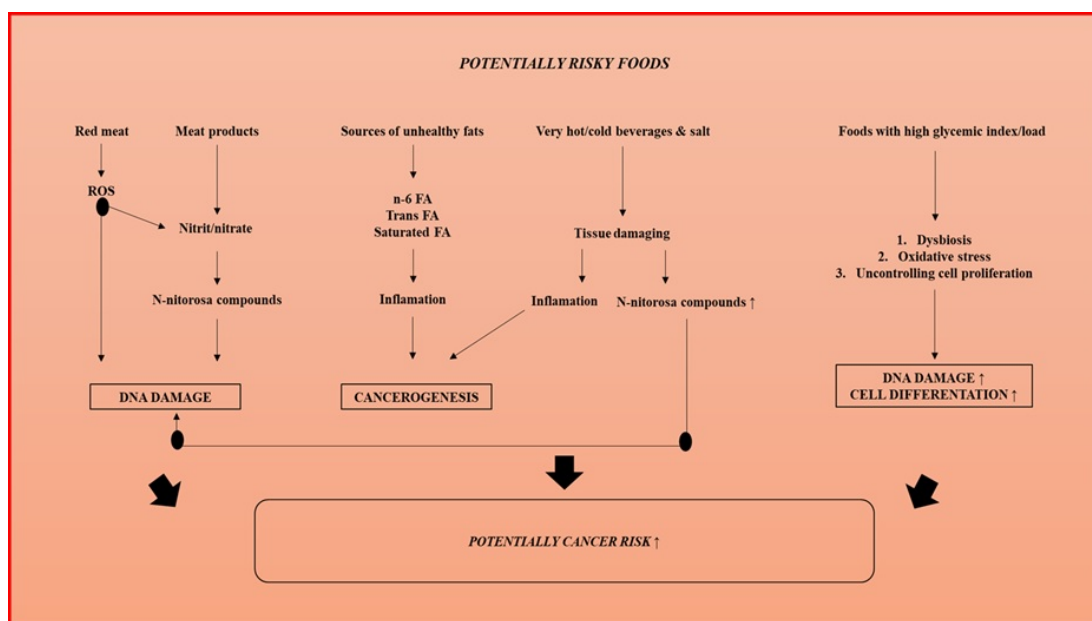 POTENTIALLY RISKY FOODS
Red meat
Meat products
Sources of unhealthy fats
Very hot/cold beverages & salt
Foods with high glycemic index/load
ROS
Nitrit/nitrate
n-6 FA
Trans FA
Saturated FA
Tissue damaging
1. Dysbiosis
2. Oxidative stress
3. Uncontrolling cell proliferation
N-nitorosa compounds
Inflamation
Inflamation
N-nitorosa compounds ↑
DNA DAMAGE
CANCEROGENESIS
DNA DAMAGE ↑
CELL DIFFERENTATION ↑
POTENTIALLY CANCER RISK ↑